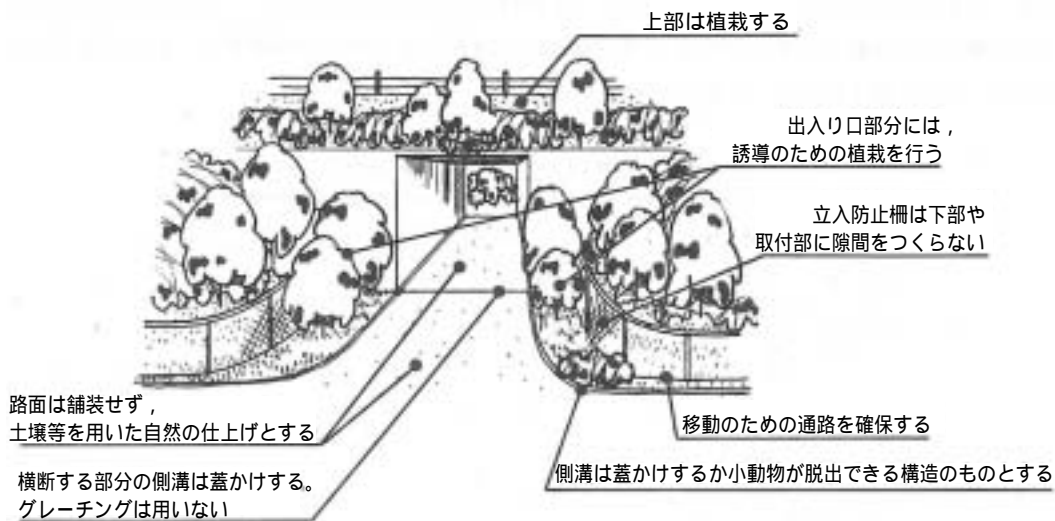 上部は植栽する
出入り口部分には，
誘導のための植栽を行う
立入防止柵は下部や
取付部に隙間をつくらない
路面は舗装せず，
土壌等を用いた自然の仕上げとする
移動のための通路を確保する
横断する部分の側溝は蓋かけする。
グレーチングは用いない
側溝は蓋かけするか小動物が脱出できる構造のものとする